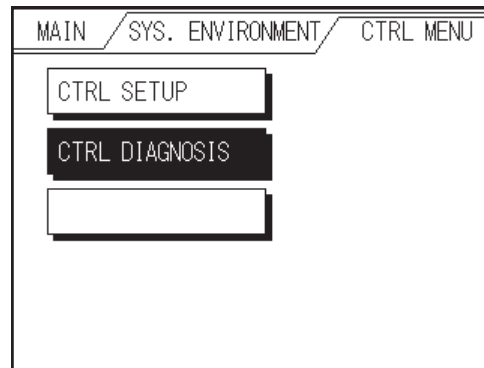 MAIN SYS. ENVIRONMENT CTRL MENU
CTRL SETUP
CTRL DIAGNOSIS